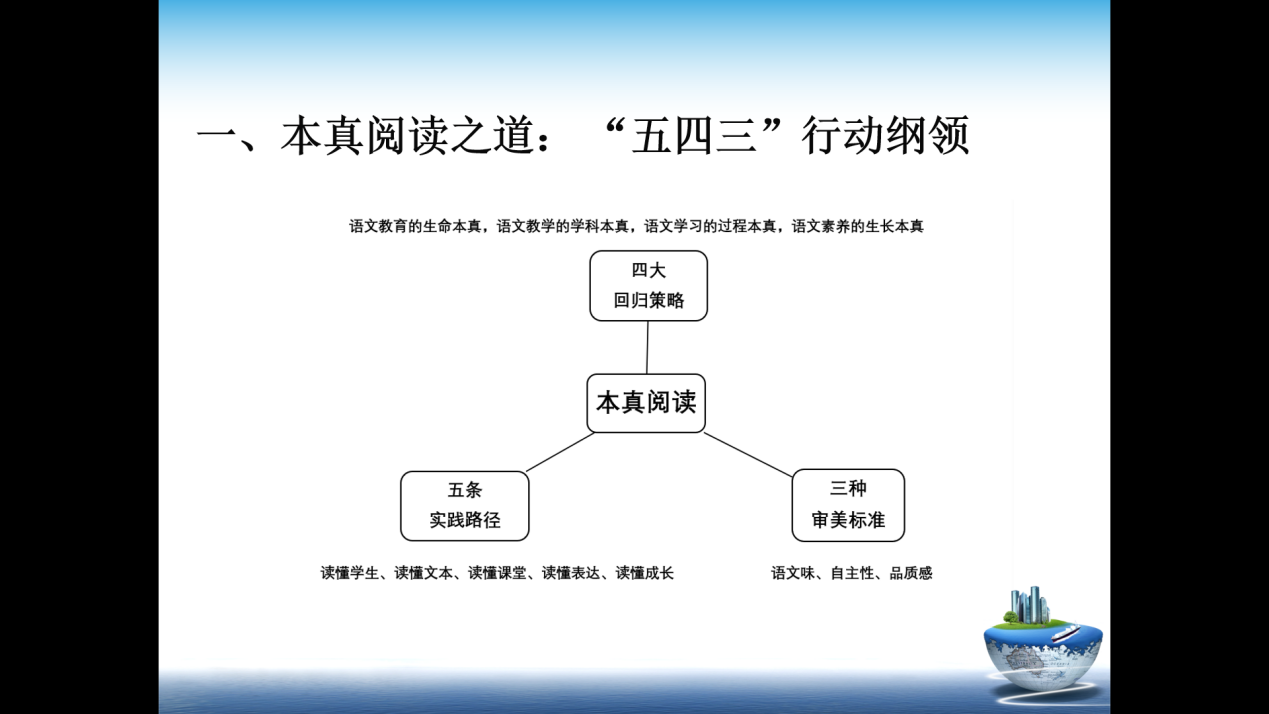 一、本真阅读之道：“五四三”行动纲领
语文教育的生命本真，语文教学的学科本真，语文学习的过程本真，语文素养的生长本真
四大
回归策略
本真阅读
五条
实践路径
三种
审美标准
读懂学生、读懂文本、读懂课堂、读懂表达、读懂成长
语文味、自主性、品质感